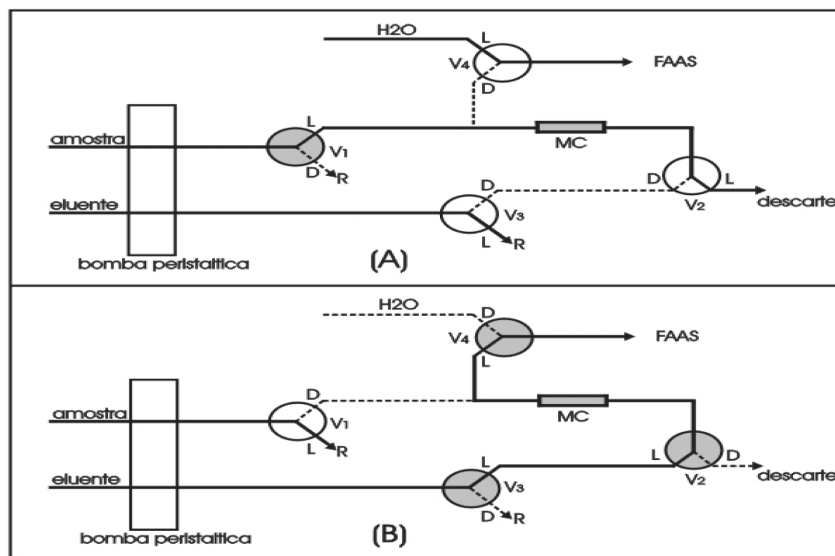 H2O
L
V4
FAAS
D
L
amostra
V1
MC
D
R
D
L
eluente
D
V2
descarte
V3
L
R
bomba peristaltica
(A)
H2O
D
V4
FAAS
L
D
amostra
V1
MC
L
R
L
D
eluente
L
V2
descarte
V3
D
R
bomba peristaltica
(B)